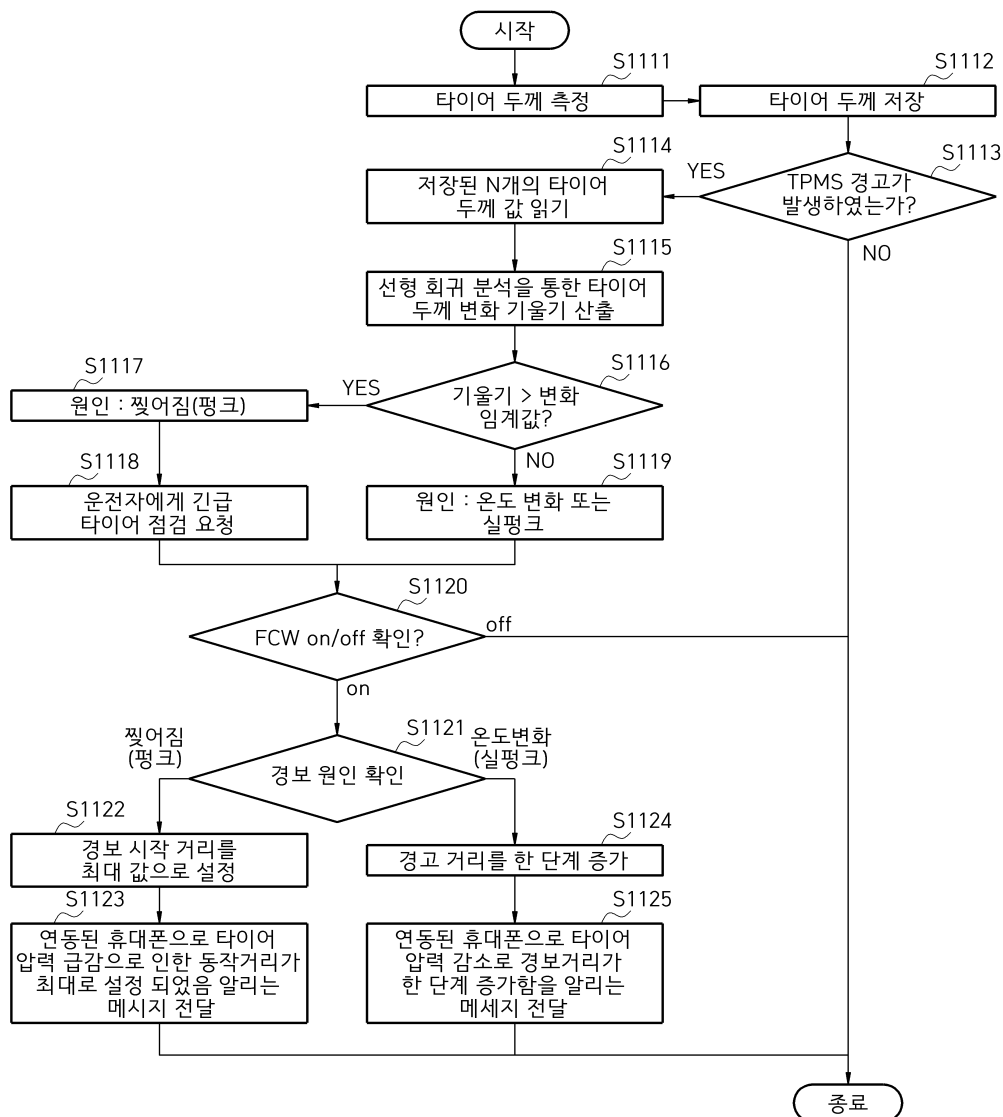 시작
S1111
타이어 두께 측정
S1112
타이어 두께 저장
S1113
TPMS 경고가
발생하였는가?
YES
NO
S1114
저장된 N개의 타이어
두께 값 읽기
S1115
선형 회귀 분석을 통한 타이어
두께 변화 기울기 산출
S1116
기울기 > 변화
임계값?
YES
NO
S1117
원인 : 찢어짐(펑크)
S1118
운전자에게 긴급
타이어 점검 요청
S1119
원인 : 온도 변화 또는
실펑크
S1120
FCW on/off 확인?
off
on
S1121
경보 원인 확인
찢어짐
(펑크)
온도변화
(실펑크)
S1122
경보 시작 거리를
최대 값으로 설정
S1123
연동된 휴대폰으로 타이어
압력 급감으로 인한 동작거리가
최대로 설정 되었음 알리는
메시지 전달
S1124
경고 거리를 한 단계 증가
S1125
연동된 휴대폰으로 타이어
압력 감소로 경보거리가
한 단계 증가함을 알리는
메세지 전달
종료